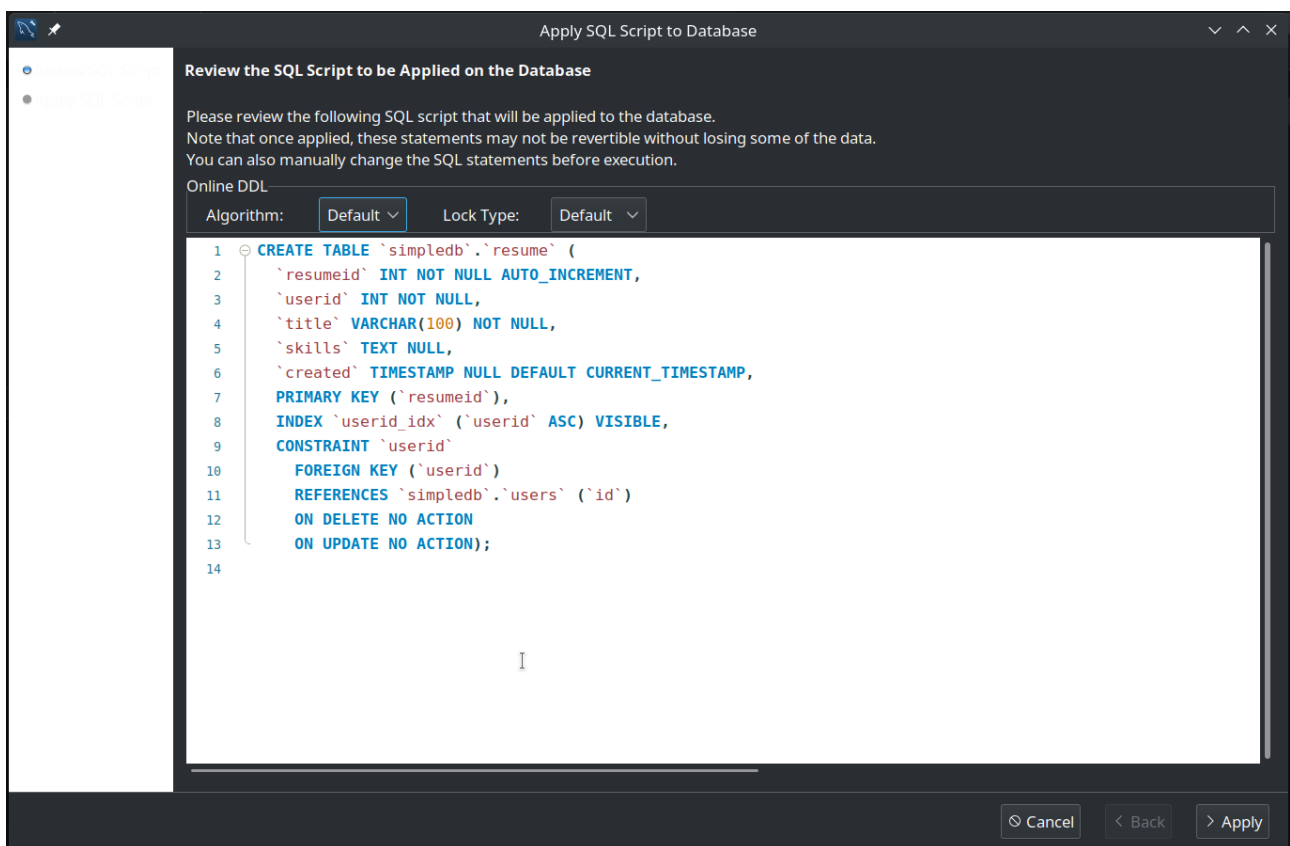 Apply SQL Script to Database
Review the SQL Script to be Applied on the Database
Please review the following SQL script that will be applied to the database.
Note that once applied, these statements may not be revertible without losing some of the data.
You can also manually change the SQL statements before execution.
Online DDL
Algorithm: Default Lock Type: Default
1 CREATE TABLE `simpledb`.`resume` (
2 `resumeid` INT NOT NULL AUTO_INCREMENT,
3 `userid` INT NOT NULL,
4 `title` VARCHAR(100) NOT NULL,
5 `skills` TEXT NULL,
6 `created` TIMESTAMP NULL DEFAULT CURRENT_TIMESTAMP,
7 PRIMARY KEY (`resumeid`),
8 INDEX `userid_idx` (`userid` ASC) VISIBLE,
9 CONSTRAINT `userid`
10 FOREIGN KEY (`userid`)
11 REFERENCES `simpledb`.`users` (`id`)
12 ON DELETE NO ACTION
13 ON UPDATE NO ACTION);
14
Cancel < Back > Apply